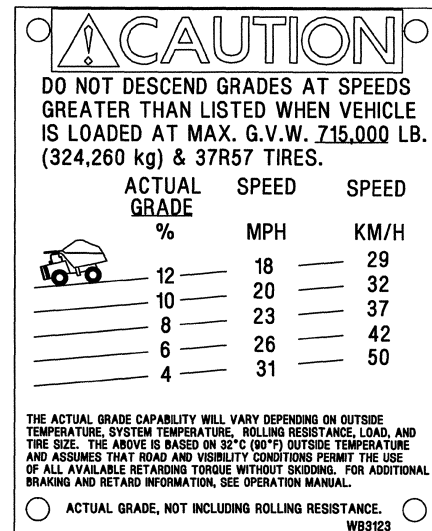 CAUTION
DO NOT DESCEND GRADES AT SPEEDS
GREATER THAN LISTED WHEN VEHICLE
IS LOADED AT MAX. G.V.W. 715,000 LB.
(324,260 kg) & 37R57 TIRES.
ACTUAL SPEED SPEED
GRADE
% MPH KM/H
12 18 29
10 20 32
8 23 37
6 26 42
4 31 50
THE ACTUAL GRADE CAPABILITY WILL VARY DEPENDING ON OUTSIDE
TEMPERATURE, SYSTEM TEMPERATURE, ROLLING RESISTANCE, LOAD, AND
TIRE SIZE. THE ABOVE IS BASED ON 32°C (90°F) OUTSIDE TEMPERATURE
AND ASSUMES THAT ROAD AND VISIBILITY CONDITIONS PERMIT THE USE
OF ALL AVAILABLE RETARDING TORQUE WITHOUT SKIDDING. FOR ADDITIONAL
BRAKING AND RETARD INFORMATION, SEE OPERATION MANUAL.
ACTUAL GRADE, NOT INCLUDING ROLLING RESISTANCE.
WB3123